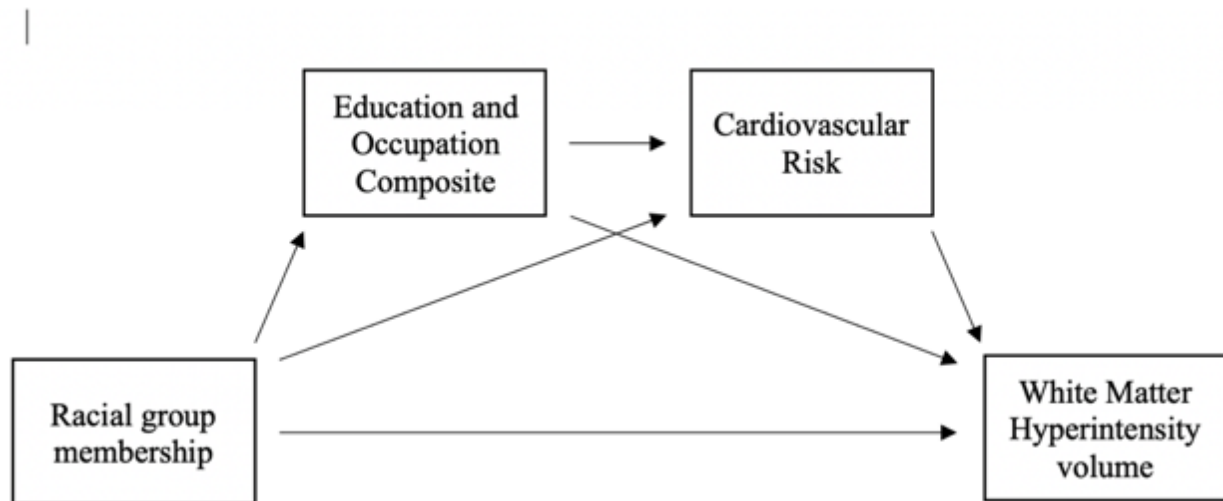 Education and
Occupation
Composite
Cardiovascular
Risk
Racial group
membership
White Matter
Hyperintensity
volume